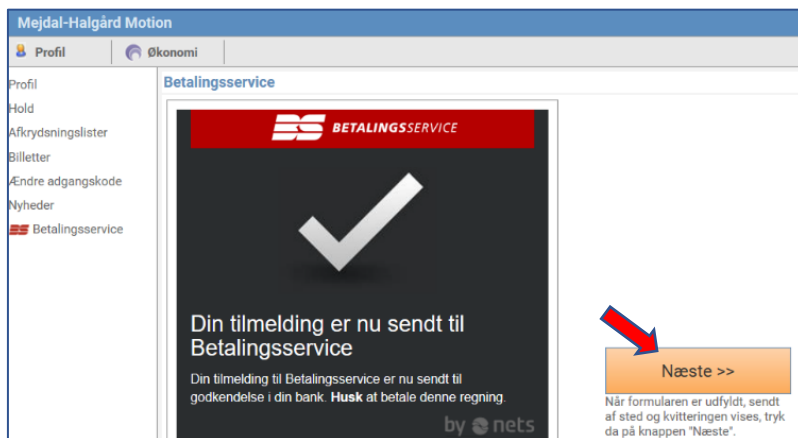 Mejdal-Halgård Motion
Profil
Økonomi
Profil
Hold
Afkrydsningslister
Billetter
Ændre adgangskode
Nyheder
Betalingsservice
Betalingsservice
BS BETALINGSSERVICE
Din tilmelding er nu sendt til
Betalingsservice
Din tilmelding til Betalingsservice er nu sendt til
godkendelse i din bank. Husk at betale denne regning.
by nets
Næste >>
Når formularen er udfyldt, sendt
af sted og kvitteringen vises, tryk
da på knappen "Næste".